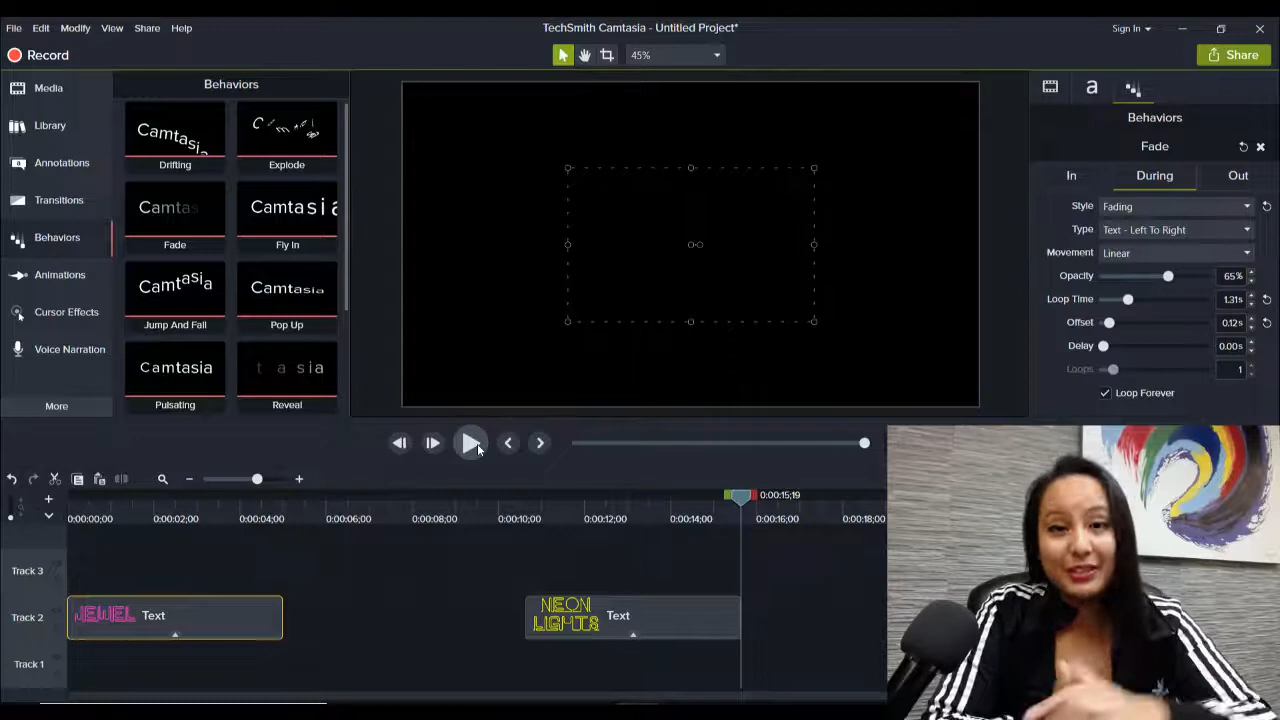 TechSmith Camtasia - Untitled Project*
File Edit Modify View Share Help
Sign In
Record
45%
Share
Media
Library
Annotations
Transitions
Behaviors
Animations
Cursor Effects
Voice Narration
More
Behaviors
Camtasia
Drifting
Explode
Camtas
Fade
Camtasia
Fly In
Camtasia
Jump And Fall
Camtasia
Pop Up
Camtasia
Pulsating
t a sia
Reveal
a
Behaviors
Fade
In During Out
Style Fading
Type Text - Left To Right
Movement Linear
Opacity 65%
Loop Time 1.31s
Offset 0.12s
Delay 0.00s
Loops 1
Loop Forever
0:00:15;19
0:00:00;00 0:00:02;00 0:00:04;00 0:00:06;00 0:00:08;00 0:00:10;00 0:00:12;00 0:00:14;00 0:00:16;00 0:00:18;00
Track 3
Track 2
JEWEL Text
NEON
LIGHTS Text
Track 1